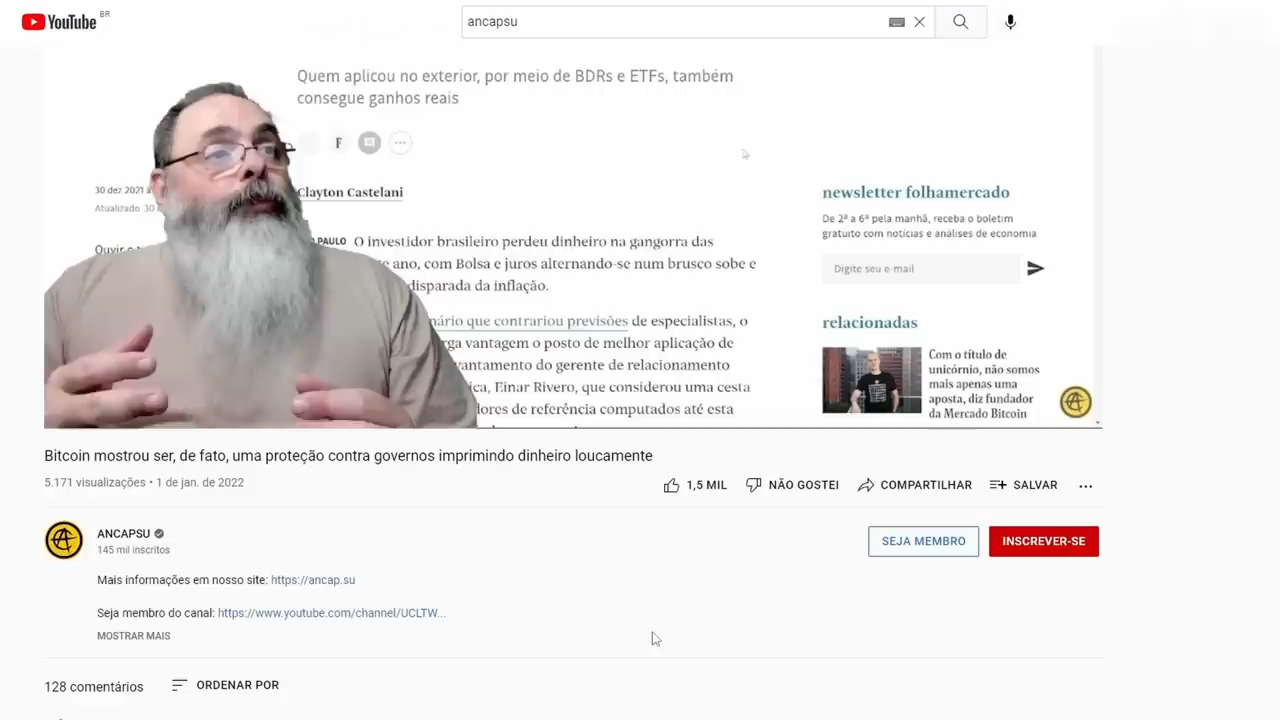 YouTube BR
ancapsu
Quem aplicou no exterior, por meio de BDRs e ETFs, também
consegue ganhos reais
F
30 dez.2021 à
Atualizado 30
Clayton Castelani
PAULO O investidor brasileiro perdeu dinheiro na gangorra das
ano, com Bolsa e juros alternando-se num brusco sobe e
disparada da inflação.
nário que contrariou previsões de especialistas, o
rga vantagem o posto de melhor aplicação de
vantamento do gerente de relacionamento
ica, Einar Rivero, que considerou uma cesta
dores de referência computados até esta
newsletter folhamercado
De 2ª a 6ª pela manhã, receba o boletim
gratuito com notícias e análises de economia
Digite seu e-mail
relacionadas
Com o título de
unicórnio, não somos
mais apenas uma
aposta, diz fundador
da Mercado Bitcoin
Bitcoin mostrou ser, de fato, uma proteção contra governos imprimindo dinheiro loucamente
5.171 visualizações • 1 de jan. de 2022
1,5 MIL NÃO GOSTEI COMPARTILHAR SALVAR
ANCAPSU
145 mil inscritos
SEJA MEMBRO INSCREVER-SE
Mais informações em nosso site: https://ancap.su
Seja membro do canal: https://www.youtube.com/channel/UCLTW...
MOSTRAR MAIS
128 comentários ORDENAR POR